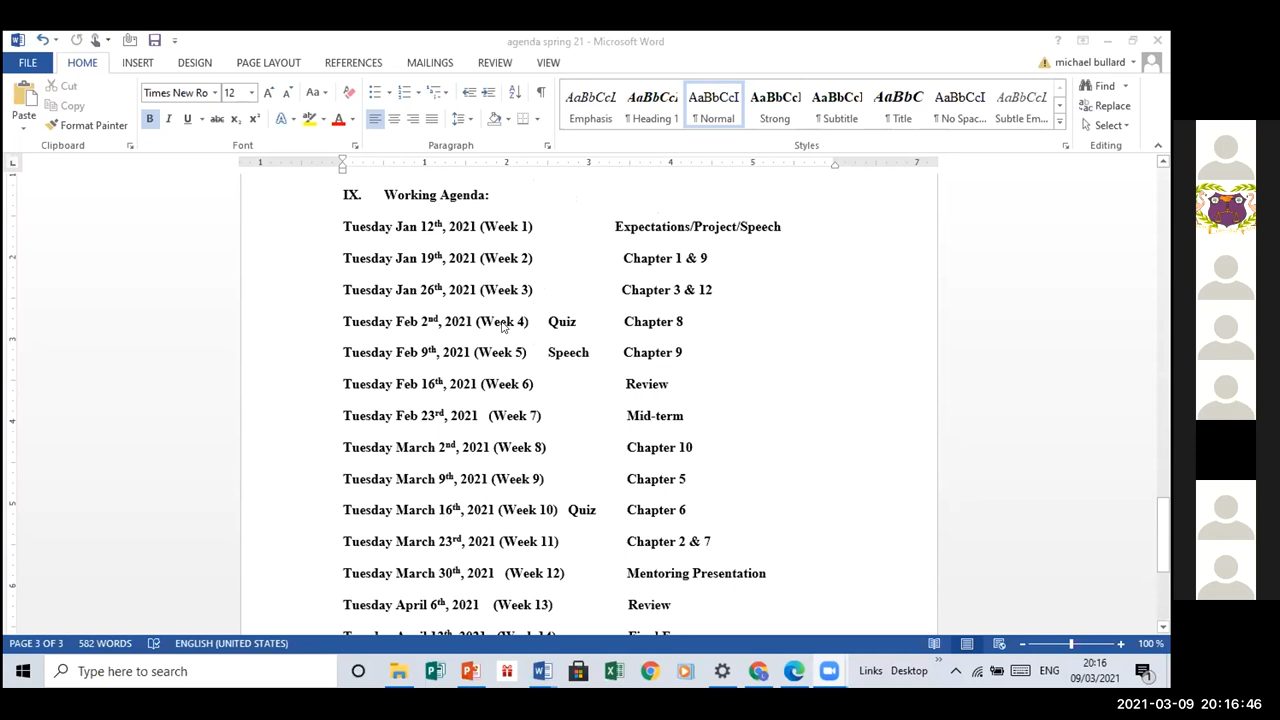 agenda spring 21 - Microsoft Word
FILE HOME INSERT DESIGN PAGE LAYOUT REFERENCES MAILINGS REVIEW VIEW michael bullard
Paste
Cut
Copy
Format Painter
Times New Ro 12
AaBbCcI AaBbCcI AaBbCcI AaBbCcI AaBbCcI AaBbC AaBbCcI AaBbCcI
Emphasis ¶ Heading 1 ¶ Normal Strong ¶ Subtitle ¶ Title ¶ No Spac... Subtle Em...
Find
Replace
Select
Clipboard Font Paragraph Styles Editing
1 1 2 3 4 5 7
IX. Working Agenda:
Tuesday Jan 12th, 2021 (Week 1) Expectations/Project/Speech
Tuesday Jan 19th, 2021 (Week 2) Chapter 1 & 9
Tuesday Jan 26th, 2021 (Week 3) Chapter 3 & 12
Tuesday Feb 2nd, 2021 (Week 4) Quiz Chapter 8
Tuesday Feb 9th, 2021 (Week 5) Speech Chapter 9
Tuesday Feb 16th, 2021 (Week 6) Review
Tuesday Feb 23rd, 2021 (Week 7) Mid-term
Tuesday March 2nd, 2021 (Week 8) Chapter 10
Tuesday March 9th, 2021 (Week 9) Chapter 5
Tuesday March 16th, 2021 (Week 10) Quiz Chapter 6
Tuesday March 23rd, 2021 (Week 11) Chapter 2 & 7
Tuesday March 30th, 2021 (Week 12) Mentoring Presentation
Tuesday April 6th, 2021 (Week 13) Review
PAGE 3 OF 3 582 WORDS ENGLISH (UNITED STATES) 100 %
Type here to search
Links Desktop
ENG
20:16
09/03/2021
2021-03-09 20:16:46